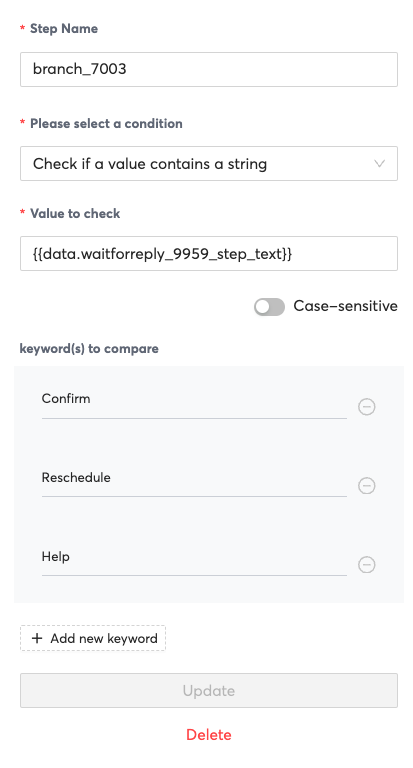 * Step Name
branch_7003
* Please select a condition
Check if a value contains a string
* Value to check
{{data.waitforreply_9959_step_text}}
Case-sensitive
keyword(s) to compare
Confirm
Reschedule
Help
+ Add new keyword
Update
Delete